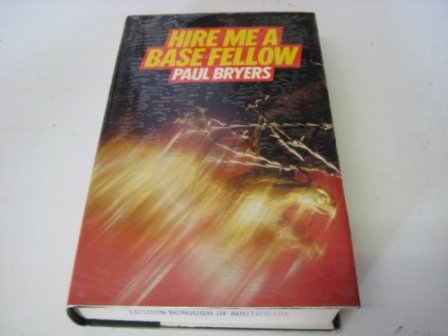 HIRE ME A
BASE FELLOW
PAUL BRYERS
LONDON BOROUGH OF SOUTHWARK